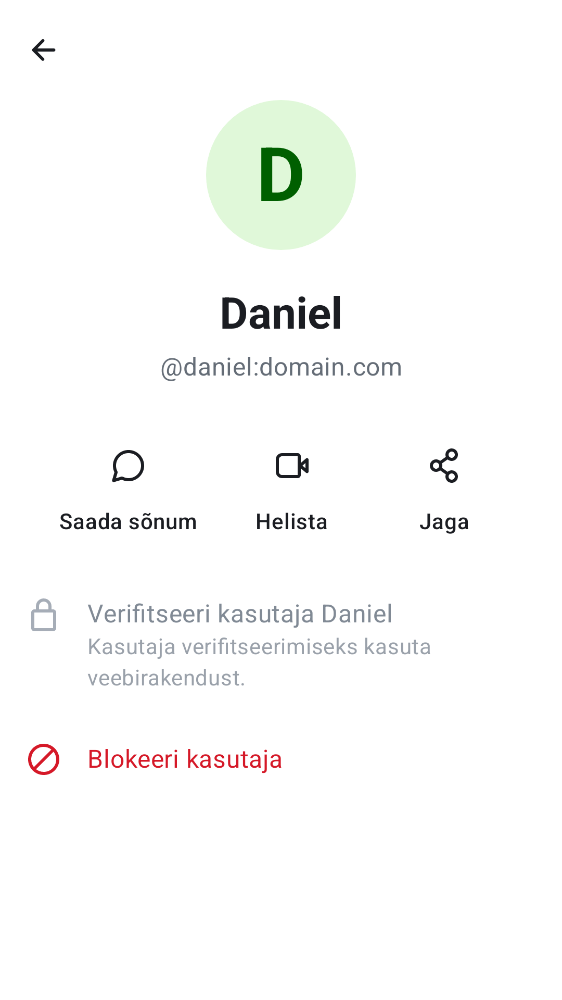 D
Daniel
@daniel:domain.com
Saada sõnum
Helista
Jaga
Verifitseeri kasutaja Daniel
Kasutaja verifitseerimiseks kasuta
veebirakendust.
Blokeeri kasutaja